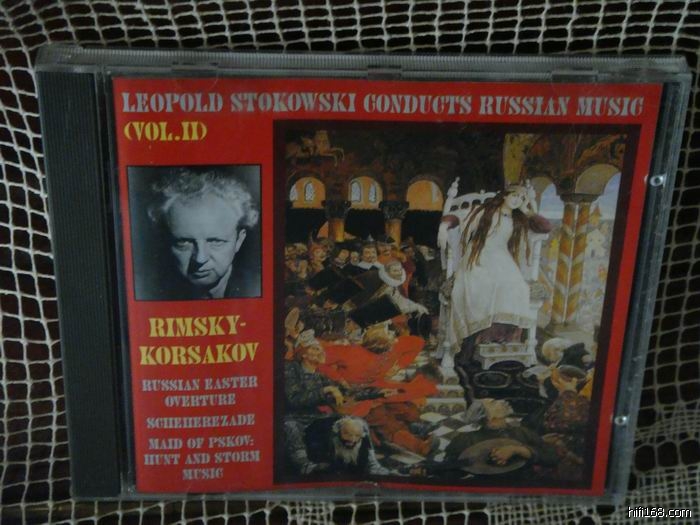 LEOPOLD STOKOWSKI CONDUCTS RUSSIAN MUSIC
(VOL.II)
RIMSKY-
KORSAKOV
RUSSIAN EASTER
OVERTURE
SCHEHEREZADE
MAID OF PSKOV:
HUNT AND STORM
MUSIC
hifi168.com